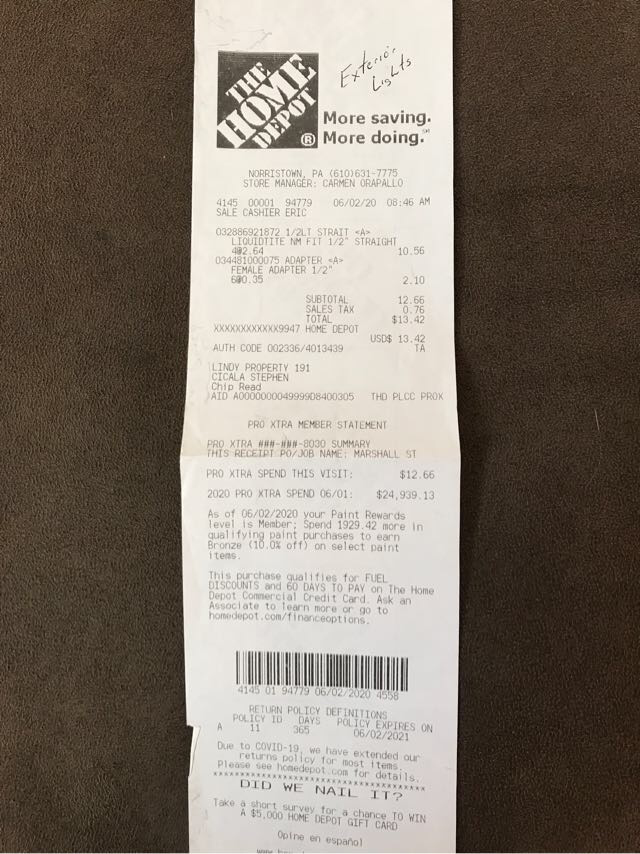 Exterior
Lights
THE
HOME
DEPOT
®
More saving.
More doing.℠
NORRISTOWN, PA (610)631-7775
STORE MANAGER: CARMEN ORAPALLO
4145 00001 94779 06/02/20 08:46 AM
SALE CASHIER ERIC
032886921872 1/2LT STRAIT <A>
LIQUIDTITE NM FIT 1/2" STRAIGHT
4@2.64 10.56
034481000075 ADAPTER <A>
FEMALE ADAPTER 1/2"
6@0.35 2.10
SUBTOTAL 12.66
SALES TAX 0.76
TOTAL $13.42
XXXXXXXXXXXX9947 HOME DEPOT
USD$ 13.42
AUTH CODE 002336/4013439 TA
LINDY PROPERTY 191
CICALA STEPHEN
Chip Read
AID A0000000049999D8400305 THD PLCC PROX
PRO XTRA MEMBER STATEMENT
PRO XTRA ###-###-8030 SUMMARY
THIS RECEIPT PO/JOB NAME: MARSHALL ST
PRO XTRA SPEND THIS VISIT: $12.66
2020 PRO XTRA SPEND 06/01: $24,939.13
As of 06/02/2020 your Paint Rewards
level is Member; Spend 1929.42 more in
qualifying paint purchases to earn
Bronze (10.0% off) on select paint
items.
This purchase qualifies for FUEL
DISCOUNTS and 60 DAYS TO PAY on The Home
Depot Commercial Credit Card. Ask an
Associate to learn more or go to
homedepot.com/financeoptions.
4145 01 94779 06/02/2020 4558
RETURN POLICY DEFINITIONS
POLICY ID DAYS POLICY EXPIRES ON
A 11 365 06/02/2021
Due to COVID-19, we have extended our
returns policy for most items.
Please see homedepot.com for details.
DID WE NAIL IT?
Take a short survey for a chance TO WIN
A $5,000 HOME DEPOT GIFT CARD
Opine en español